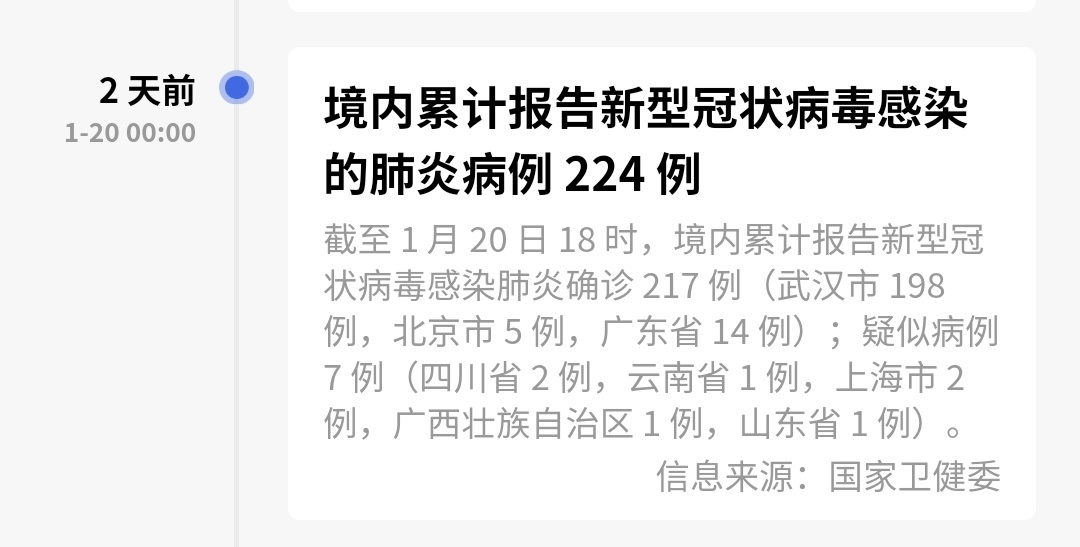 2 天前
1-20 00:00
境内累计报告新型冠状病毒感染
的肺炎病例 224 例
截至 1 月 20 日 18 时，境内累计报告新型冠
状病毒感染肺炎确诊 217 例（武汉市 198
例，北京市 5 例，广东省 14 例）；疑似病例
7 例（四川省 2 例，云南省 1 例，上海市 2
例，广西壮族自治区 1 例，山东省 1 例）。
信息来源：国家卫健委